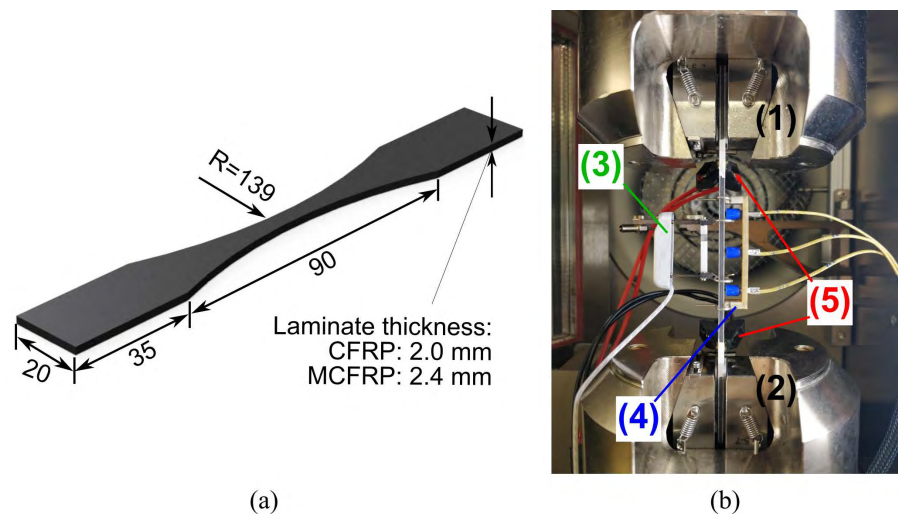 R=139
90
35
20
Laminate thickness:
CFRP: 2.0 mm
MCFRP: 2.4 mm
(1)
(3)
(5)
(2)
(4)
(a)
(b)